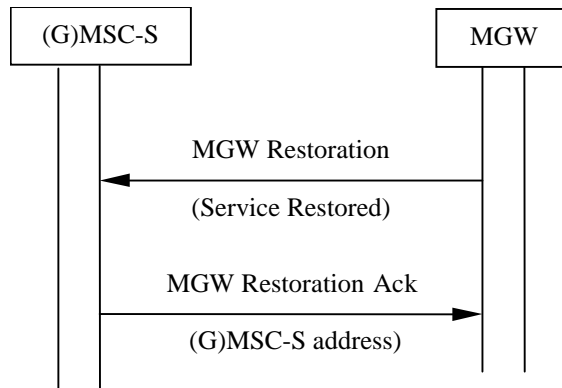 (G)MSC-S
MGW
MGW Restoration
(Service Restored)
MGW Restoration Ack
(G)MSC-S address)